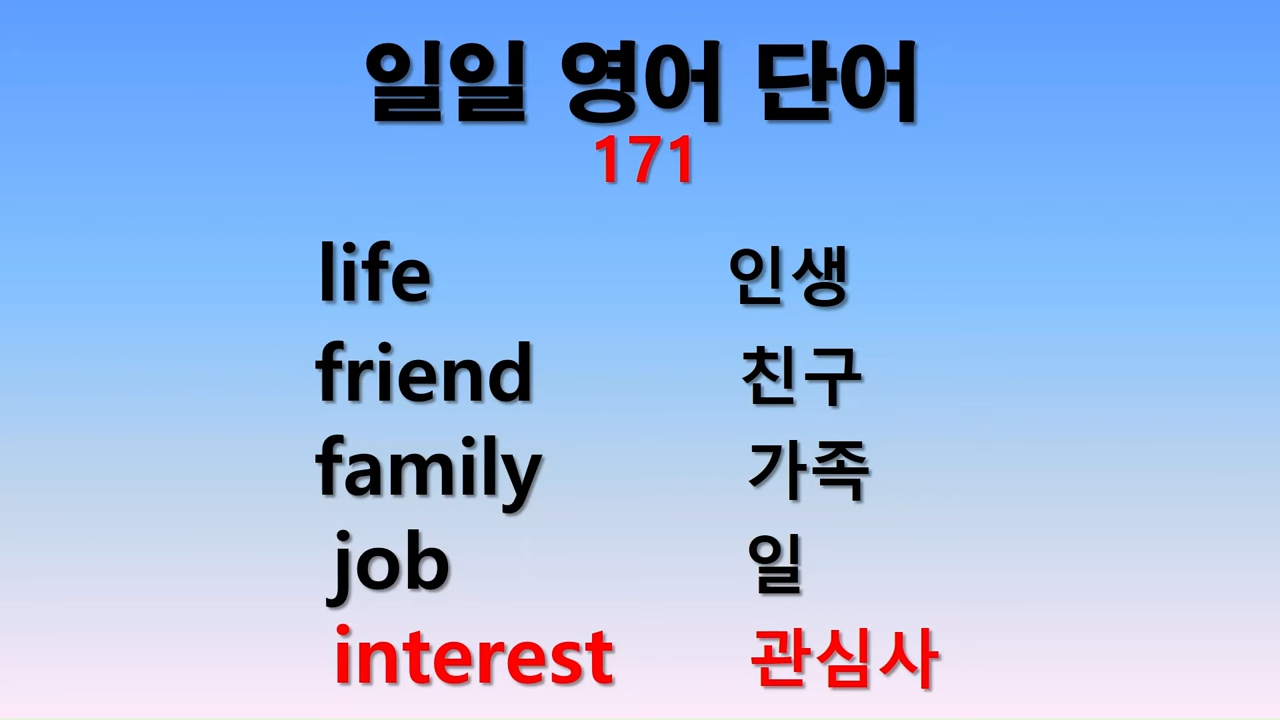 일일 영어 단어
171
life 인생
friend 친구
family 가족
job 일
interest 관심사